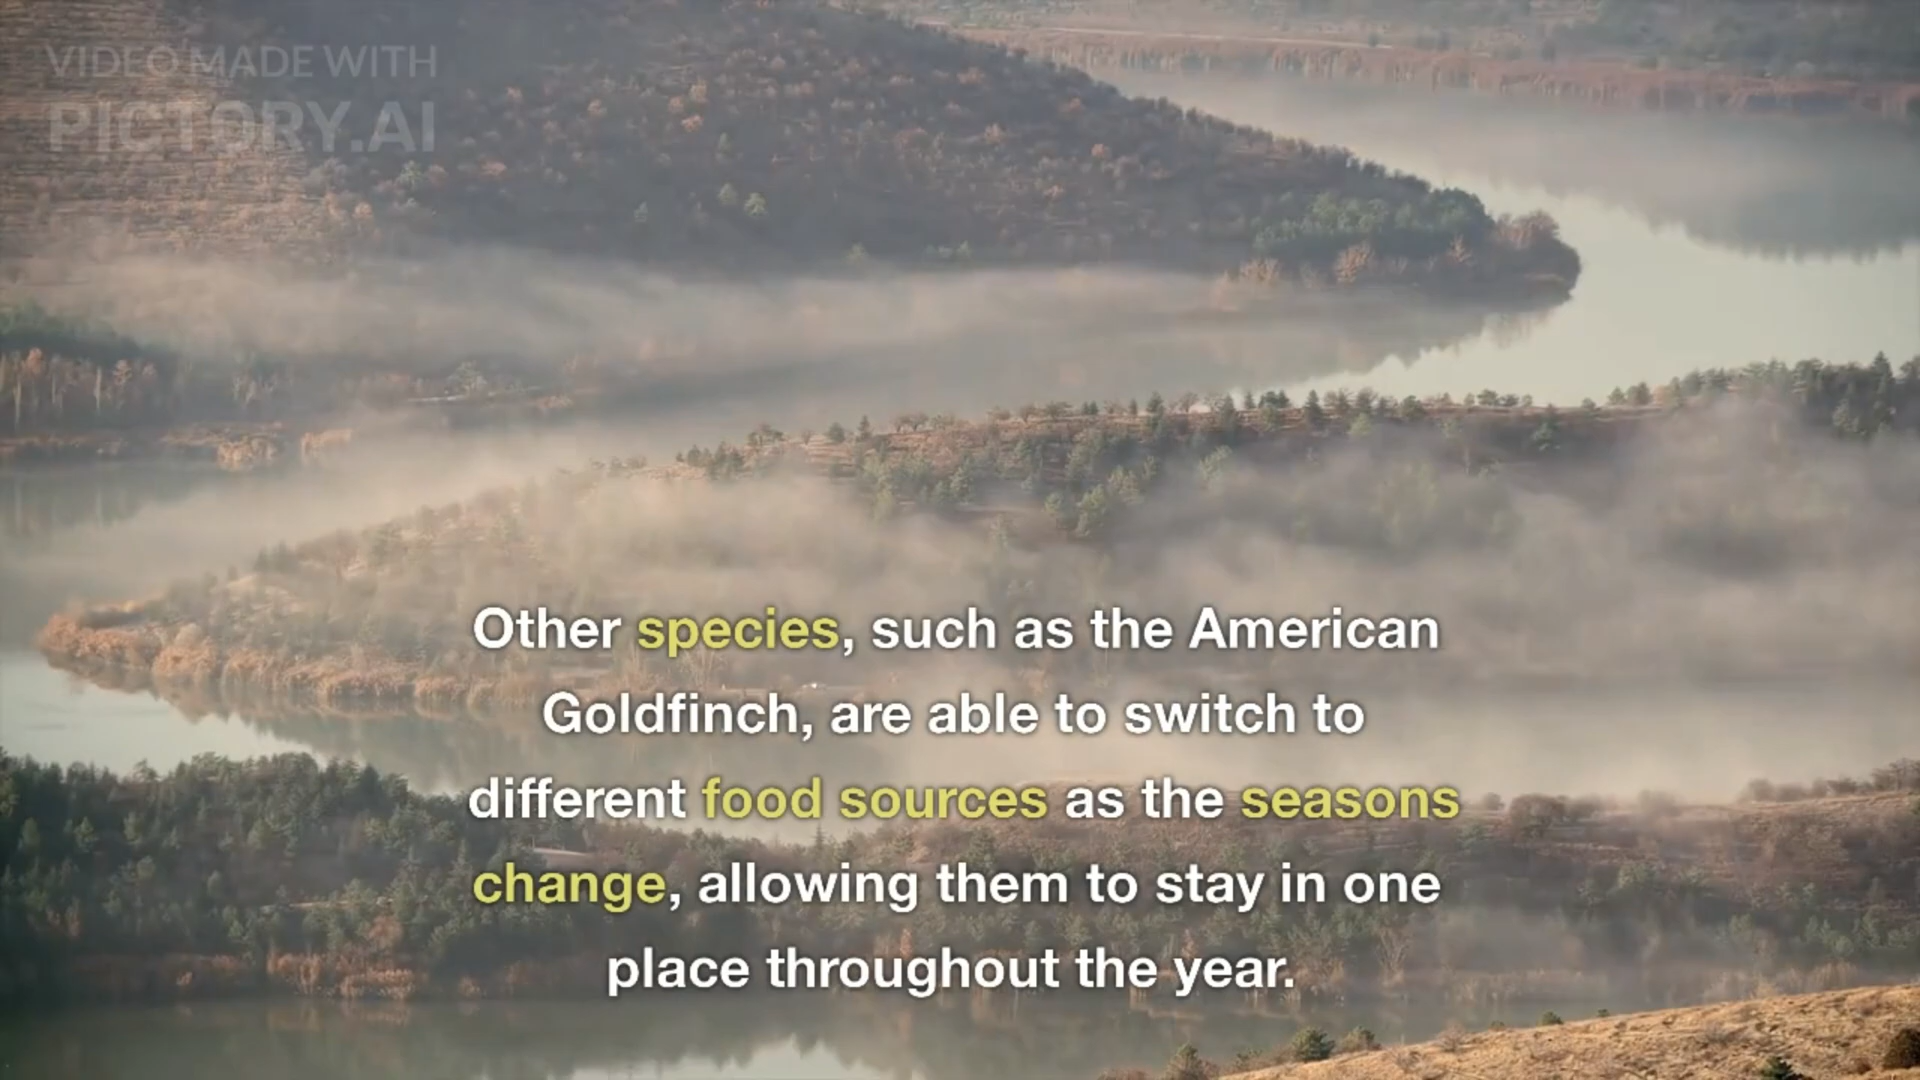 VIDEO MADE WITH
PICTORY.AI
Other species, such as the American
Goldfinch, are able to switch to
different food sources as the seasons
change, allowing them to stay in one
place throughout the year.